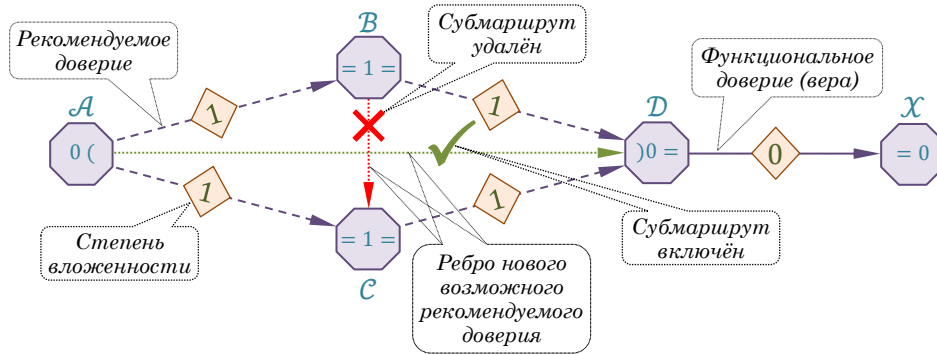 Рекомендуемое
доверие
ℬ
Субмаршрут
удалён
Функциональное
доверие (вера)
𝒜
= 1 =
1
1
𝒟
𝒳
0 (
)0 =
0
= 0
1
1
Степень
вложенности
= 1 =
𝒞
Ребро нового
возможного
рекомендуемого
доверия
Субмаршрут
включён